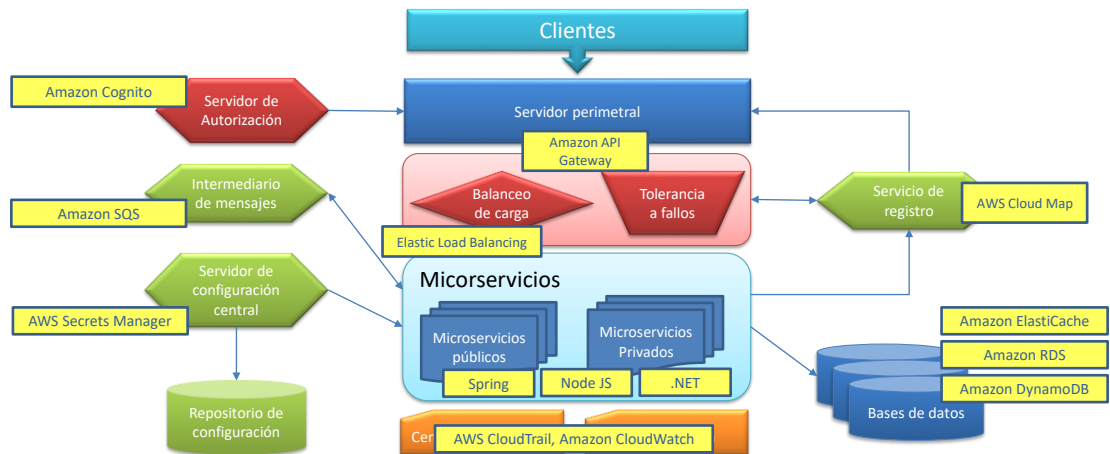 Clientes
Amazon Cognito
Servidor de
Autorización
Servidor perimetral
Amazon API
Gateway
Intermediario
de mensajes
Amazon SQS
Balanceo
de carga
Tolerancia
a fallos
Elastic Load Balancing
Servicio de
registro
AWS Cloud Map
Servidor de
configuración
central
AWS Secrets Manager
Micorservicios
Microservicios
públicos
Microservicios
Privados
Spring
Node JS
.NET
Amazon ElastiCache
Amazon RDS
Amazon DynamoDB
Bases de datos
Repositorio de
configuración
AWS CloudTrail, Amazon CloudWatch